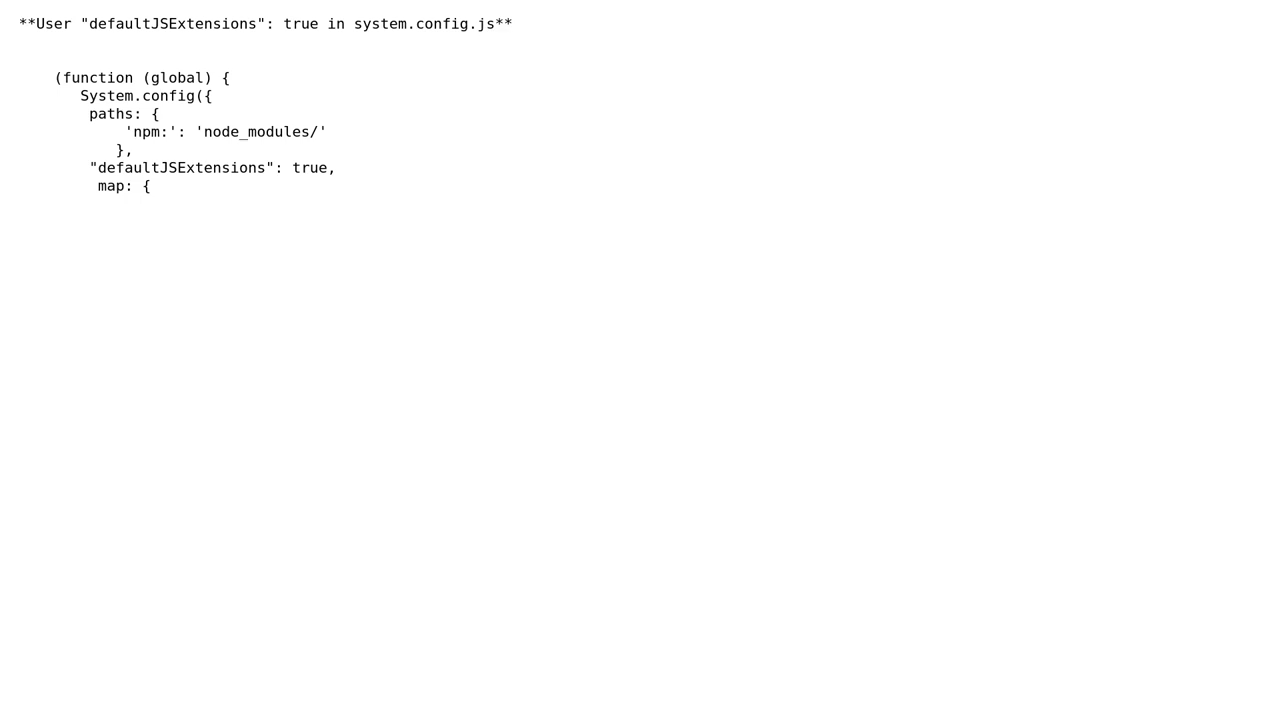 **User "defaultJSExtensions": true in system.config.js**
(function (global) {
System.config({
paths: {
'npm:': 'node_modules/'
},
"defaultJSExtensions": true,
map: {